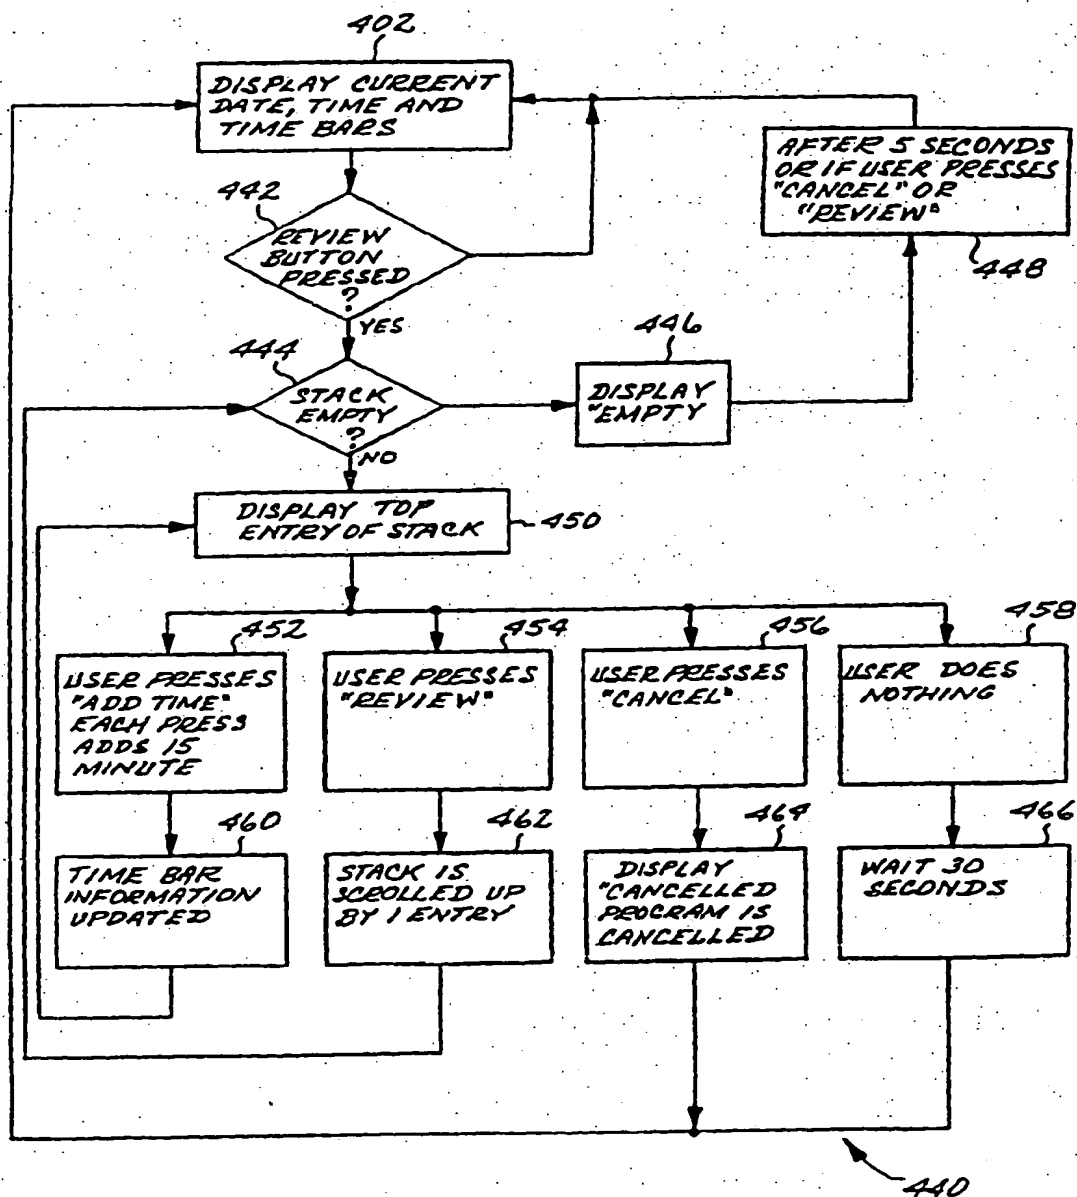 402
DISPLAY CURRENT
DATE, TIME AND
TIME BARS
AFTER 5 SECONDS
OR IF USER PRESSES
"CANCEL" OR
"REVIEW"
448
442
REVIEW
BUTTON
PRESSED
?
YES
444
STACK
EMPTY
?
NO
446
DISPLAY
"EMPTY
DISPLAY TOP
ENTRY OF STACK
450
452
USER PRESSES
"ADD TIME"
EACH PRESS
ADDS 15
MINUTE
454
USER PRESSES
"REVIEW"
456
USER PRESSES
"CANCEL"
458
USER DOES
NOTHING
460
TIME BAR
INFORMATION
UPDATED
462
STACK IS
SCROLLED UP
BY 1 ENTRY
464
DISPLAY
"CANCELLED
PROGRAM IS
CANCELLED
466
WAIT 30
SECONDS
440